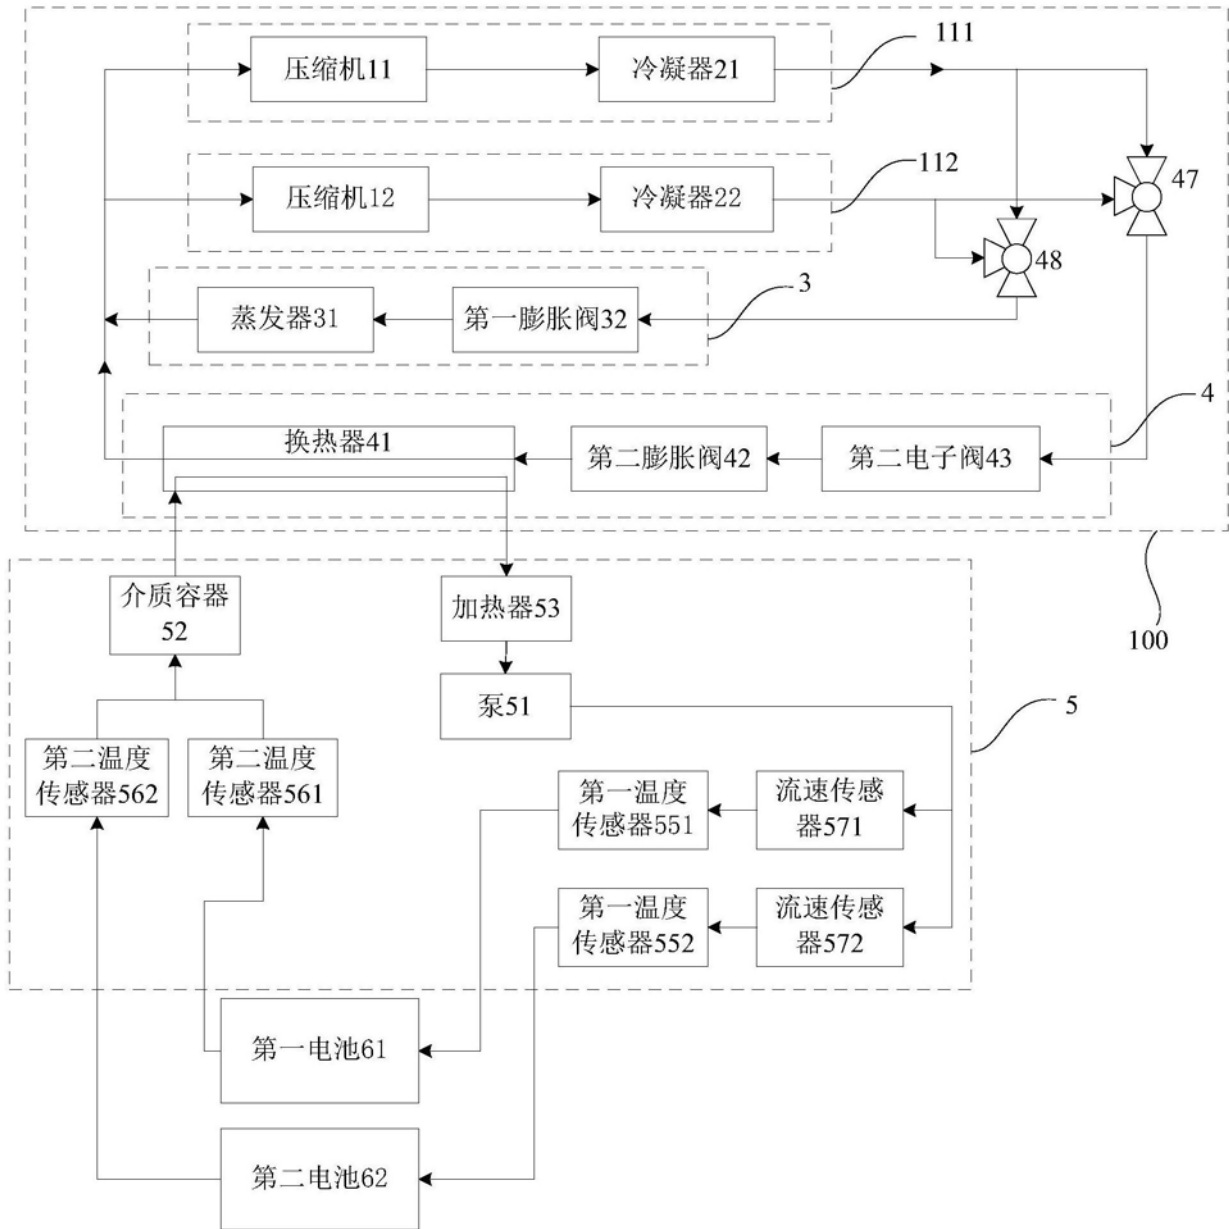 压缩机11
冷凝器21
111
压缩机12
冷凝器22
112
47
48
蒸发器31
第一膨胀阀32
3
换热器41
第二膨胀阀42
第二电子阀43
4
100
介质容器
52
加热器53
泵51
5
第二温度
传感器562
第二温度
传感器561
第一温度
传感器551
流速传感
器571
第一温度
传感器552
流速传感
器572
第一电池61
第二电池62